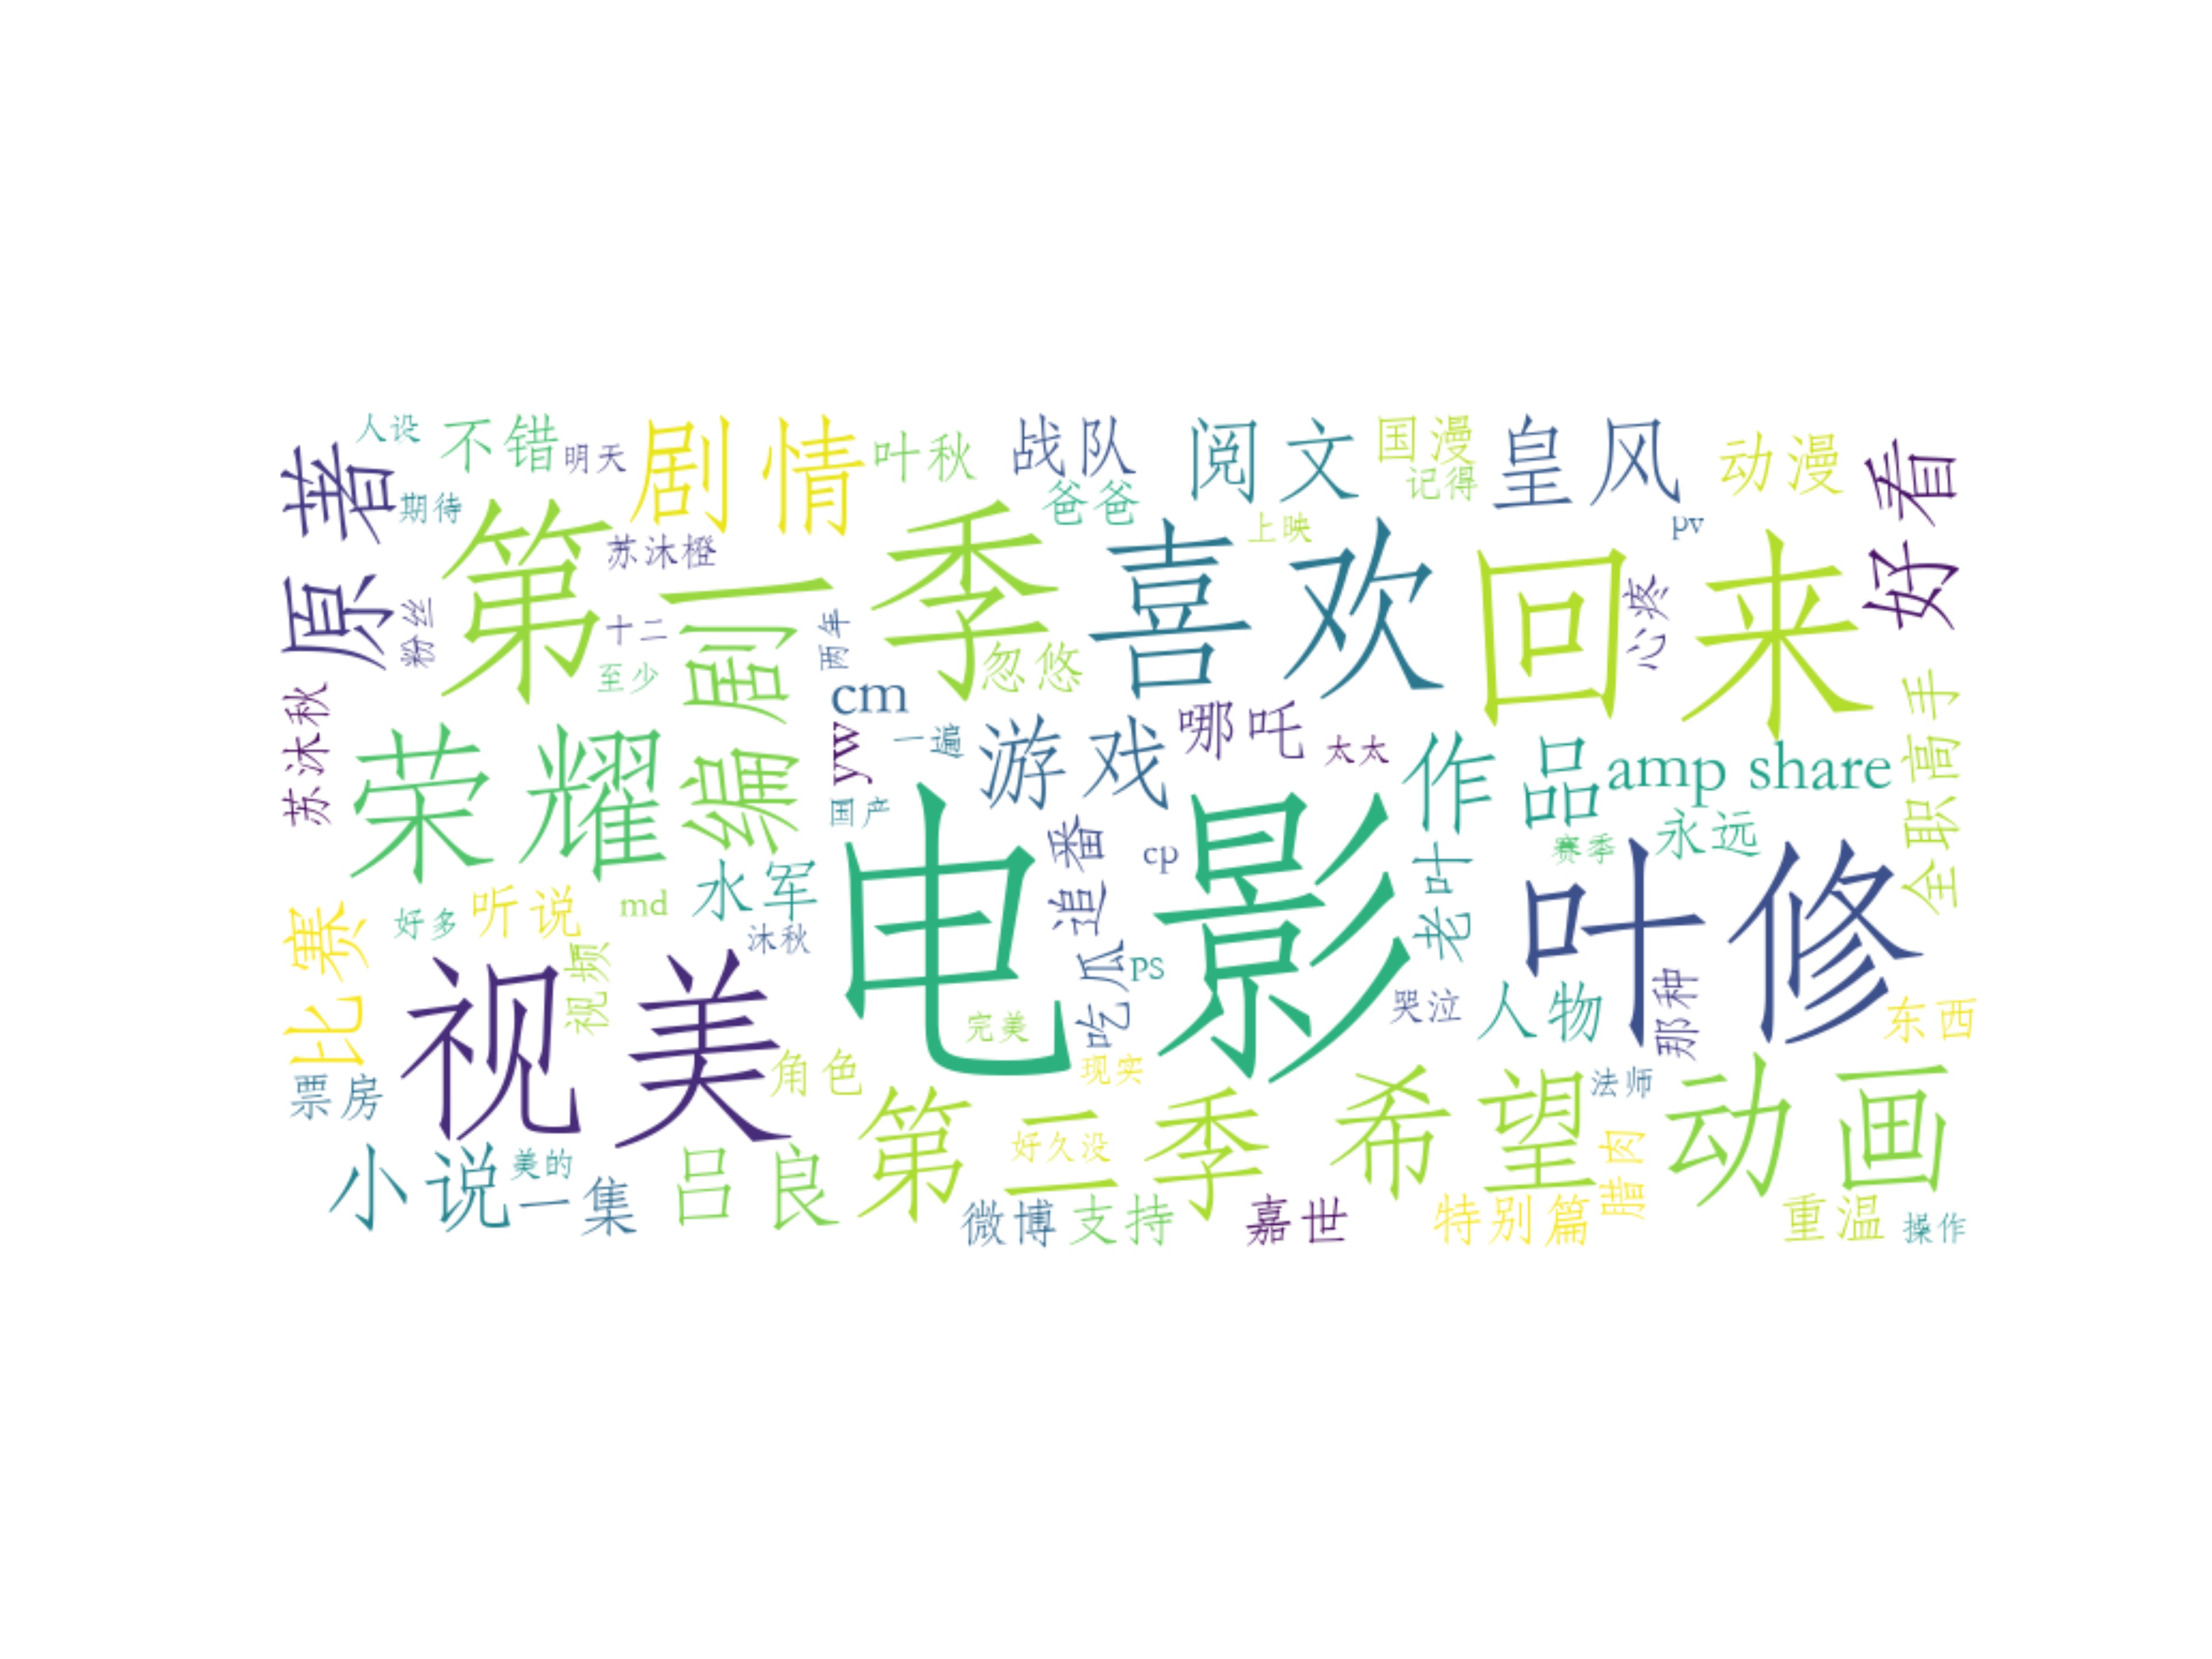 人设
不错
明天
剧情
叶秋
战队
爸爸
阅文
国漫
记得
皇风
pv
动漫
好看
原著
期待
粉丝
第一季
苏沐橙
十二
至少
编剧
两年
喜欢
上映
忽悠
回来
心疼
苏沐秋
荣耀
cm
yw
一遍
国产
游戏
哪吒
太太
作品
amp share
全职高手
永远
赛季
电影
追番
cp
老叶
叶修
水军
沐秋
md
听说
好多
比赛
视频
视美
吃瓜
PS
完美
现实
哭泣
人物
那种
东西
票房
角色
第二季
好久没
希望
法师
动画
小说
美的
一集
吕良
微博
支持
嘉世
特别篇
腊肉
重温
操作